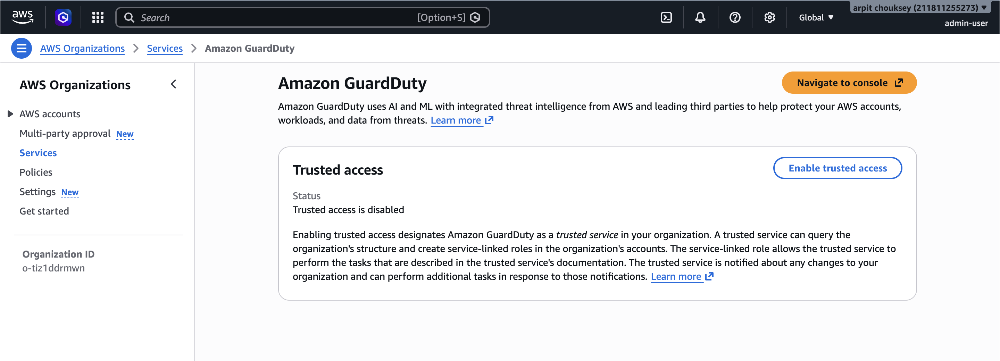 aws
Search
[Option+S]
Global
arpit chouksey (211811255273)
admin-user
AWS Organizations
Services
Amazon GuardDuty
AWS Organizations
AWS accounts
Multi-party approval New
Services
Policies
Settings New
Get started
Organization ID
o-tiz1ddrmwn
Amazon GuardDuty
Navigate to console
Amazon GuardDuty uses AI and ML with integrated threat intelligence from AWS and leading third parties to help protect your AWS accounts,
workloads, and data from threats. Learn more
Trusted access
Enable trusted access
Status
Trusted access is disabled
Enabling trusted access designates Amazon GuardDuty as a trusted service in your organization. A trusted service can query the
organization's structure and create service-linked roles in the organization's accounts. The service-linked role allows the trusted service to
perform the tasks that are described in the trusted service's documentation. The trusted service is notified about any changes to your
organization and can perform additional tasks in response to those notifications. Learn more